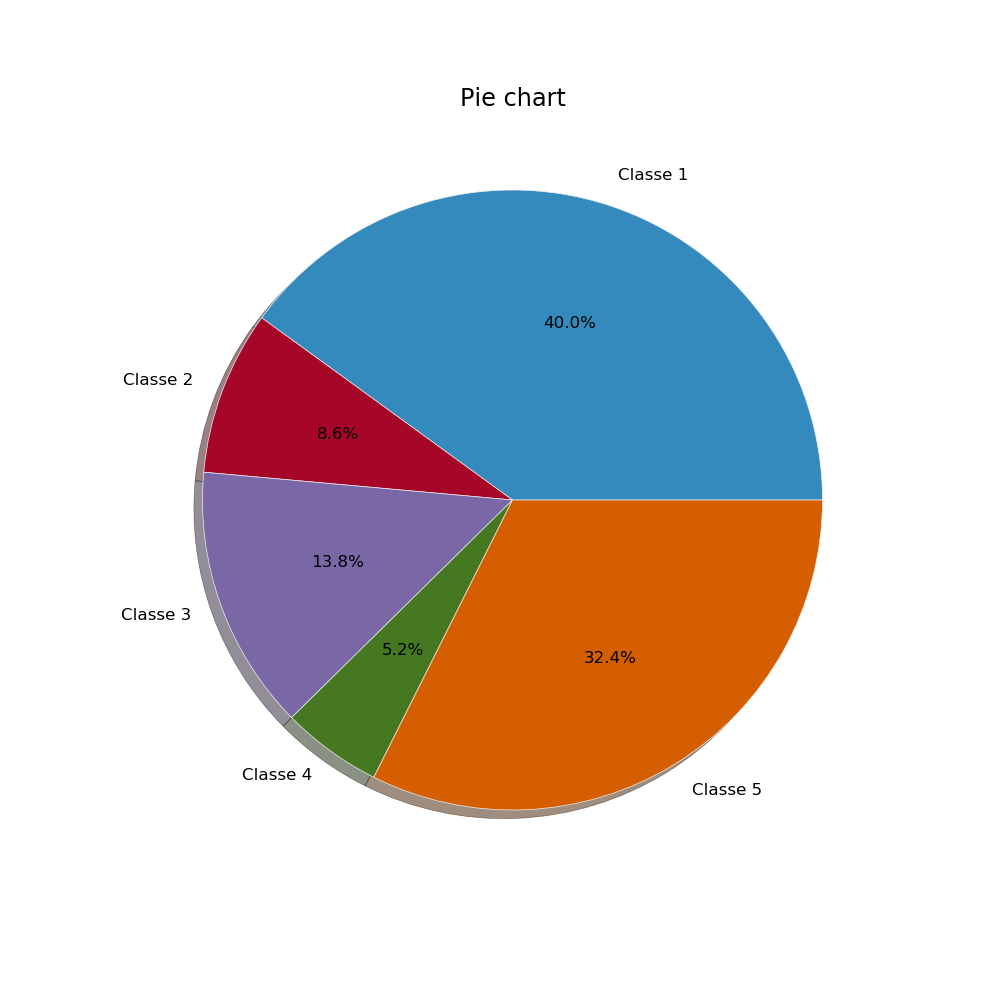 Pie chart
Classe 1
40.0%
Classe 2
8.6%
Classe 3
13.8%
Classe 4
5.2%
Classe 5
32.4%